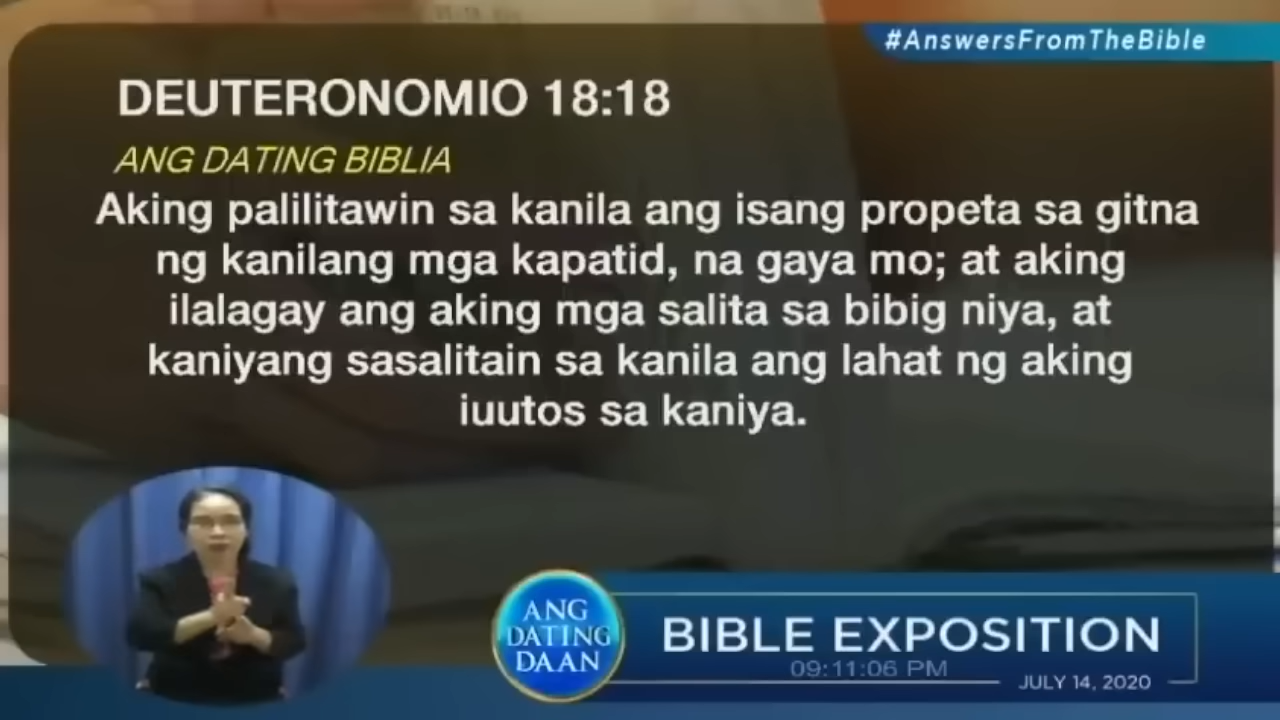 #AnswersFromTheBible
DEUTERONOMIO 18:18
ANG DATING BIBLIA
Aking palilitawin sa kanila ang isang propeta sa gitna
ng kanilang mga kapatid, na gaya mo; at aking
ilalagay ang aking mga salita sa bibig niya, at
kaniyang sasalitain sa kanila ang lahat ng aking
iuutos sa kaniya.
ANG
DATING
DAAN
BIBLE EXPOSITION
09:11:06 PM
JULY 14, 2020